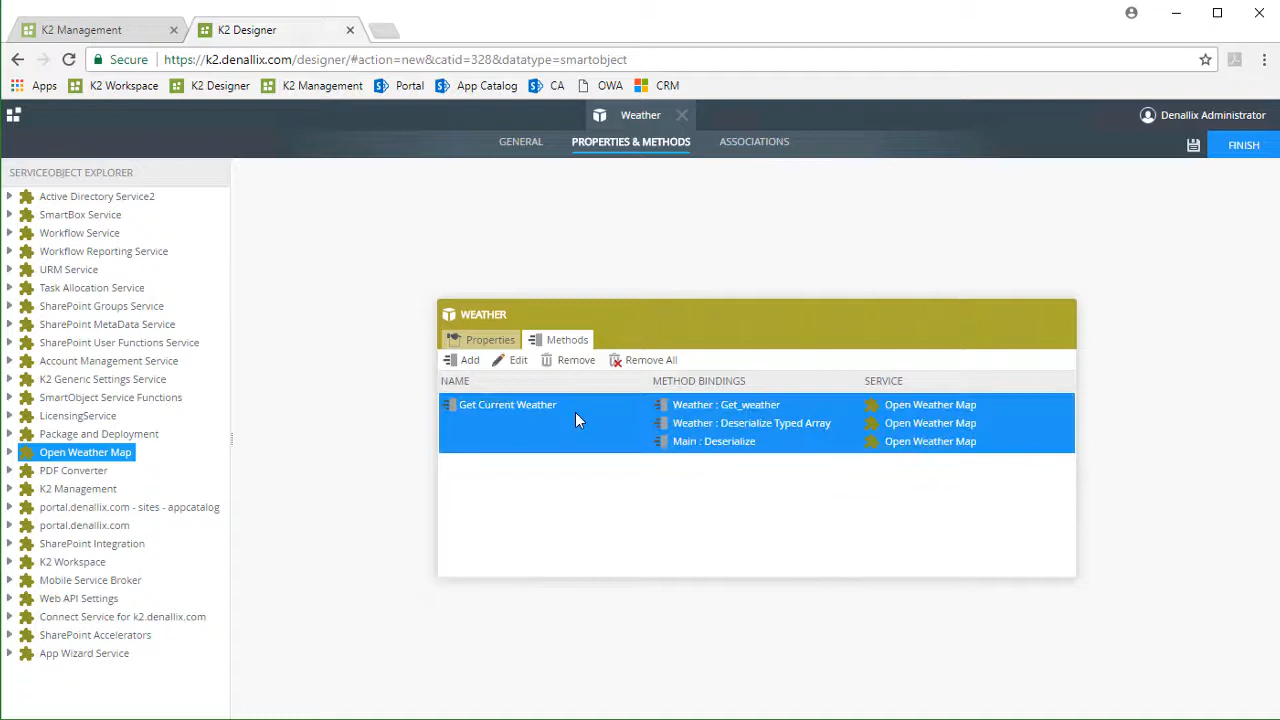 K2 Management
K2 Designer
Secure https://k2.denallix.com/designer/#action=new&catid=328&datatype=smartobject
Apps K2 Workspace K2 Designer K2 Management Portal App Catalog CA OWA CRM
Weather
Denallix Administrator
GENERAL PROPERTIES & METHODS ASSOCIATIONS
FINISH
SERVICEOBJECT EXPLORER
Active Directory Service2
SmartBox Service
Workflow Service
Workflow Reporting Service
URM Service
Task Allocation Service
SharePoint Groups Service
SharePoint MetaData Service
SharePoint User Functions Service
Account Management Service
K2 Generic Settings Service
SmartObject Service Functions
LicensingService
Package and Deployment
Open Weather Map
PDF Converter
K2 Management
portal.denallix.com - sites - appcatalog
portal.denallix.com
SharePoint Integration
K2 Workspace
Mobile Service Broker
Web API Settings
Connect Service for k2.denallix.com
SharePoint Accelerators
App Wizard Service
WEATHER
Properties Methods
Add Edit Remove Remove All
NAME METHOD BINDINGS SERVICE
Get Current Weather Weather : Get_weather Open Weather Map
Weather : Deserialize Typed Array Open Weather Map
Main : Deserialize Open Weather Map